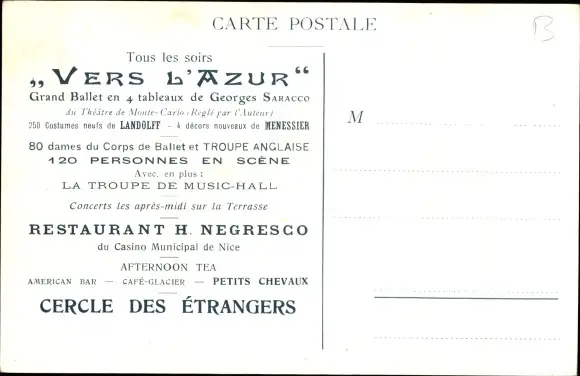 CARTE POSTALE
B
Tous les soirs
„VERS L'AZUR“
Grand Ballet en 4 tableaux de Georges SARACCO
du Théâtre de Monte-Carlo (Reglé par l'Auteur)
250 Costumes neufs de LANDOLFF - 4 décors nouveaux de MENESSIER
80 dames du Corps de Ballet et TROUPE ANGLAISE
120 PERSONNES EN SCÈNE
Avec, en plus :
LA TROUPE DE MUSIC-HALL
Concerts les après-midi sur la Terrasse
RESTAURANT H. NEGRESCO
du Casino Municipal de Nice
AFTERNOON TEA
AMERICAN BAR — CAFÉ-GLACIER — PETITS CHEVAUX
CERCLE DES ÉTRANGERS
M